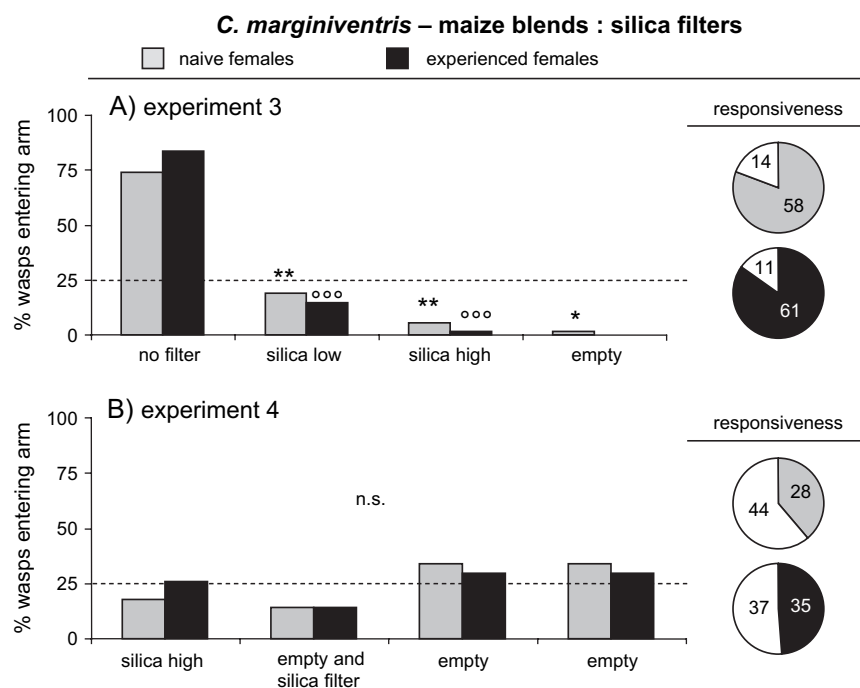 C. marginiventris – maize blends : silica filters
naive females
experienced females
A) experiment 3
responsiveness
100
75
50
25
0
% wasps entering arm
**
°°°
**
°°°
*
no filter
silica low
silica high
empty
14
58
11
61
B) experiment 4
responsiveness
100
75
50
25
0
% wasps entering arm
n.s.
silica high
empty and
silica filter
empty
empty
44
28
37
35